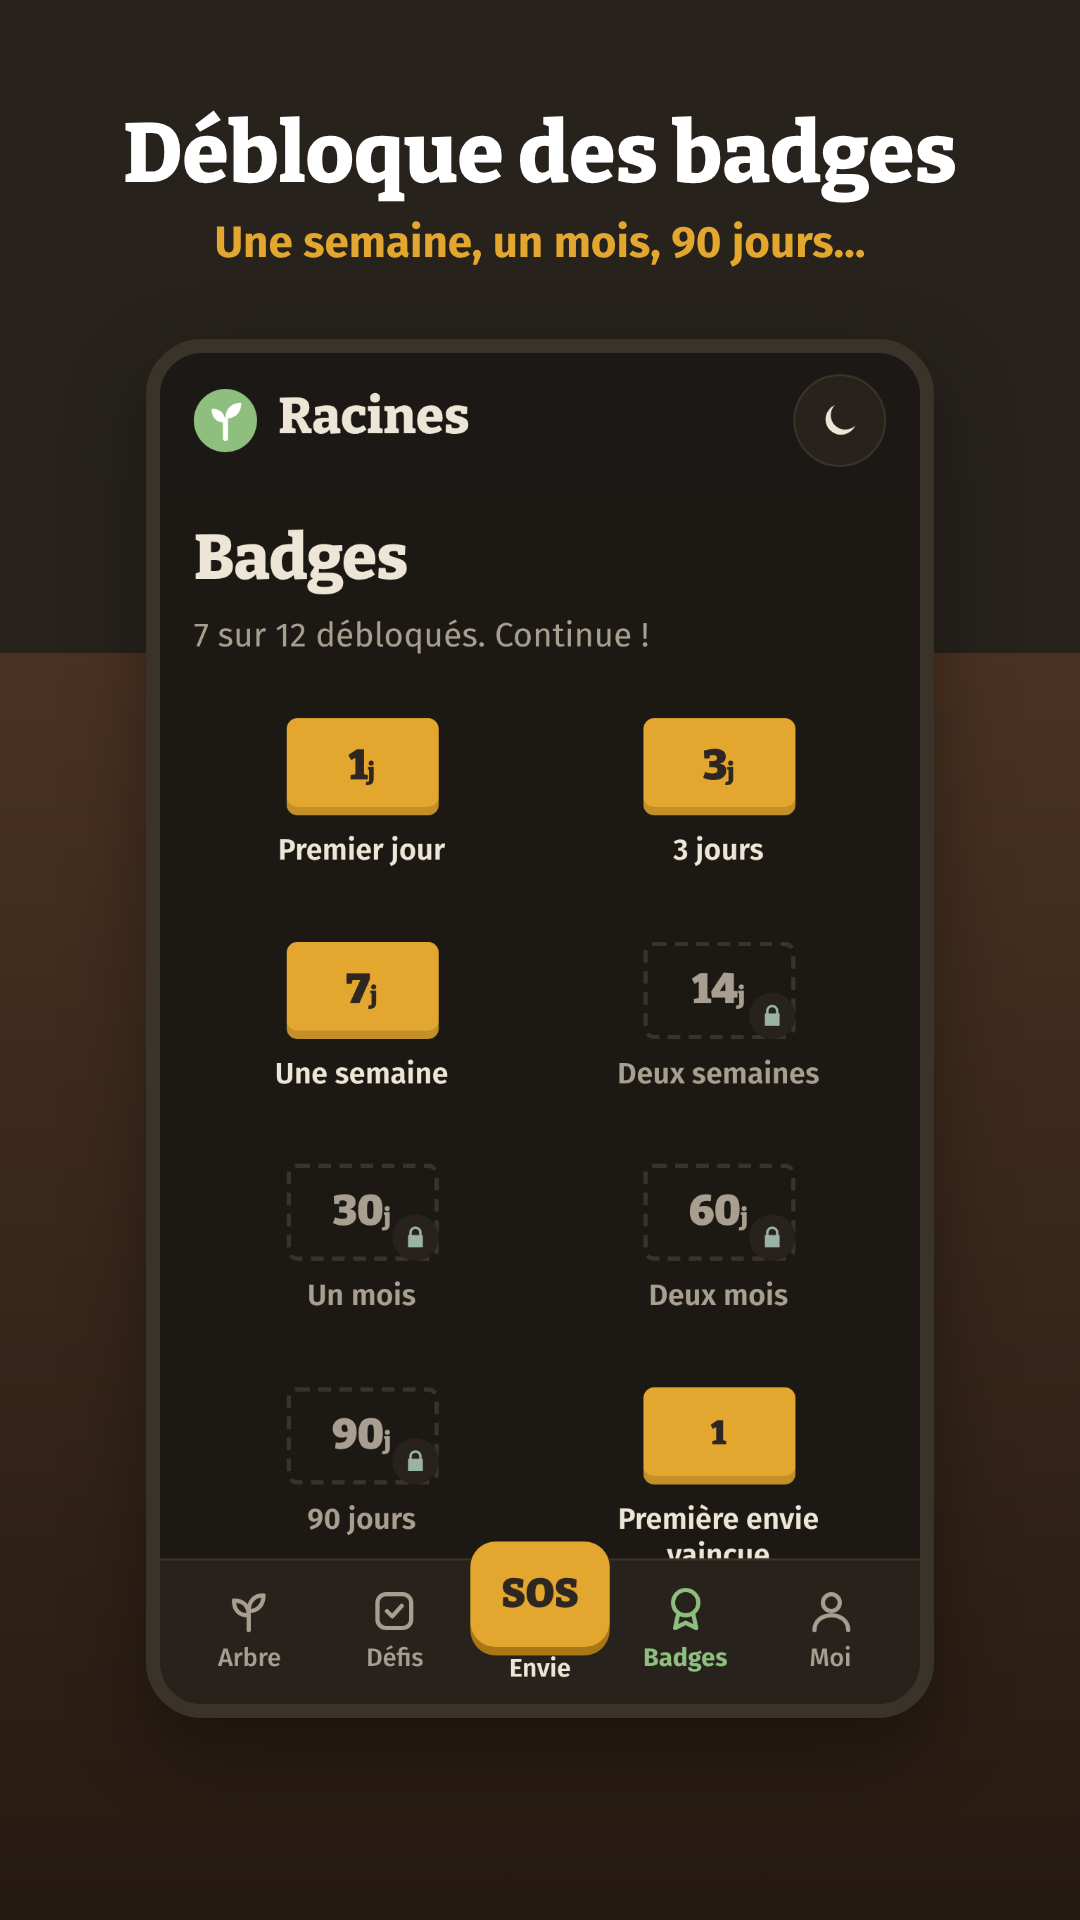 Débloque des badges
Une semaine, un mois, 90 jours...
Racines
Badges
7 sur 12 débloqués. Continue !
1j
3j
Premier jour
3 jours
7j
14j
Une semaine
Deux semaines
30j
60j
Un mois
Deux mois
90j
1
90 jours
Première envie
vaincue
SOS
Arbre
Défis
Envie
Badges
Moi